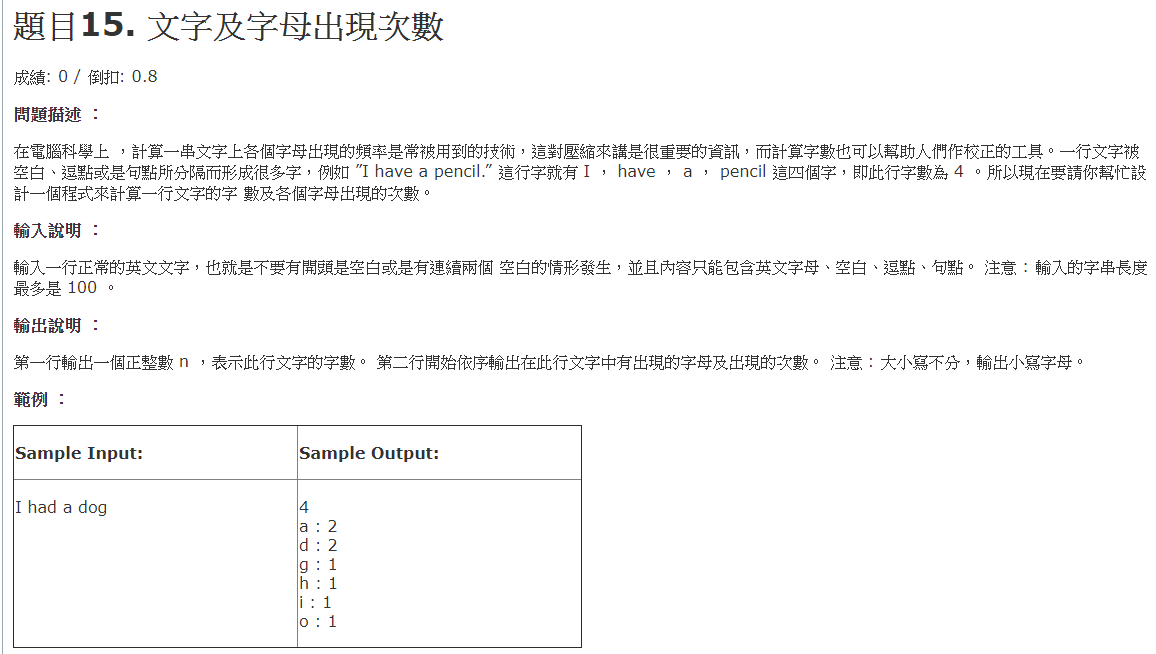 題目15. 文字及字母出現次數
成績: 0 / 倒扣: 0.8
問題描述 ：
在電腦科學上 ，計算一串文字上各個字母出現的頻率是常被用到的技術，這對壓縮來講是很重要的資訊，而計算字數也可以幫助人們作校正的工具。一行文字被
空白、逗點或是句點所分隔而形成很多字，例如 ″I have a pencil.″ 這行字就有 I ， have ， a ， pencil 這四個字，即此行字數為 4 。所以現在要請你幫忙設
計一個程式來計算一行文字的字 數及各個字母出現的次數。
輸入說明 ：
輸入一行正常的英文文字，也就是不要有開頭是空白或是有連續兩個 空白的情形發生，並且內容只能包含英文字母、空白、逗點、句點。 注意：輸入的字串長度
最多是 100 。
輸出說明 ：
第一行輸出一個正整數 n ，表示此行文字的字數。 第二行開始依序輸出在此行文字中有出現的字母及出現的次數。 注意：大小寫不分，輸出小寫字母。
範例 ：
Sample Input:
Sample Output:
I had a dog
4
a : 2
d : 2
g : 1
h : 1
i : 1
o : 1